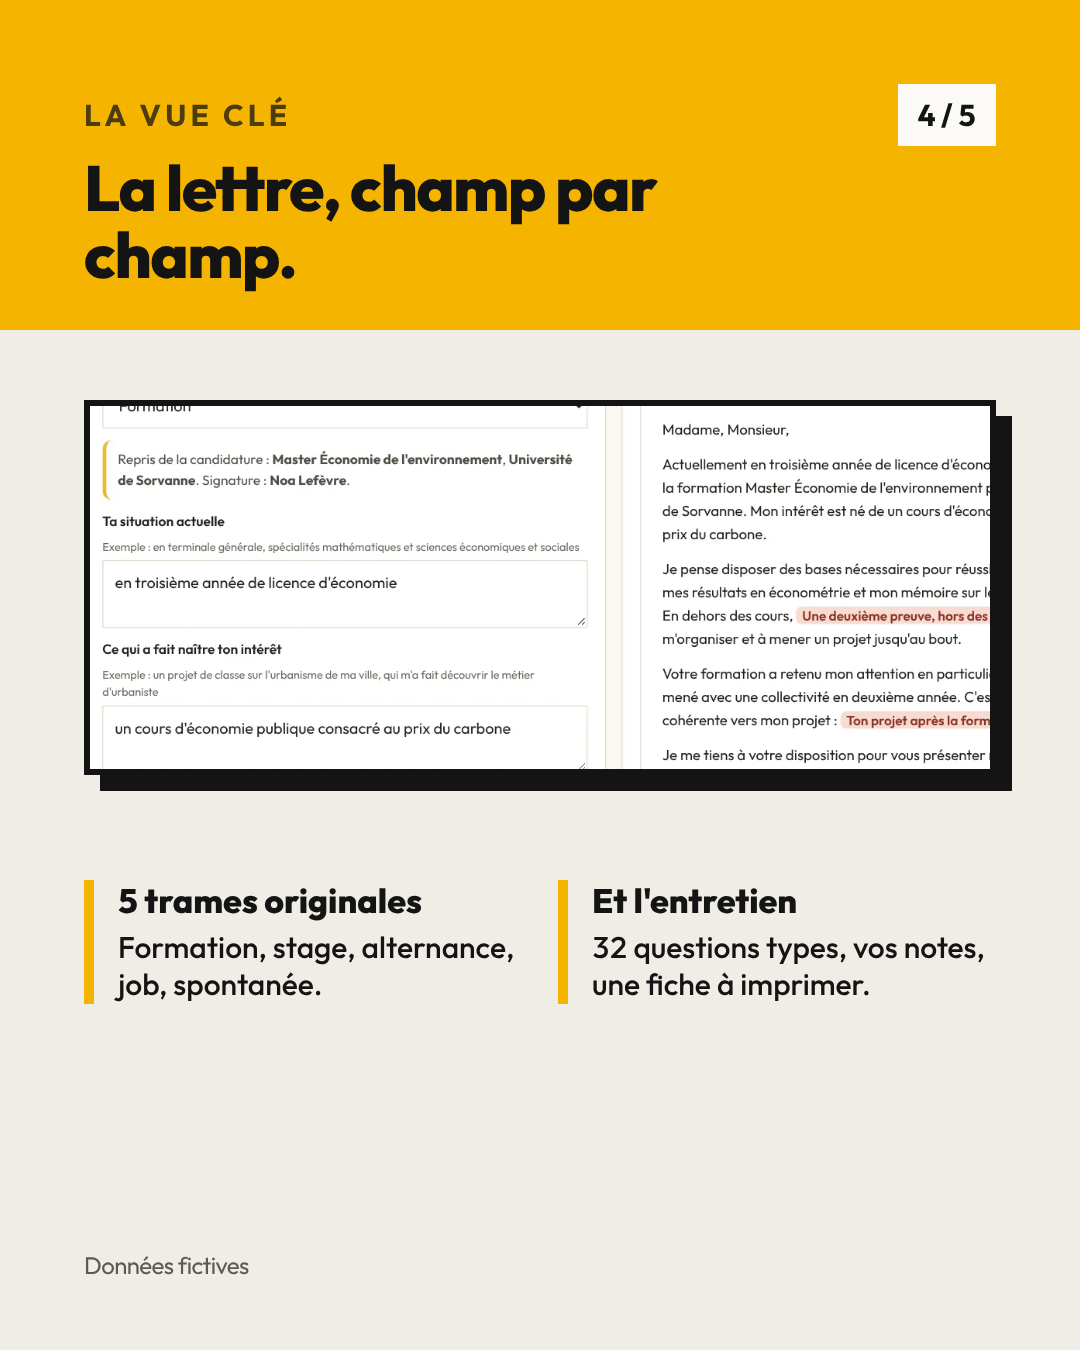 LA VUE CLÉ
4 / 5
La lettre, champ par
champ.
Formation
Repris de la candidature : Master Économie de l'environnement, Université
de Sorvanne. Signature : Noa Lefèvre.
Ta situation actuelle
Exemple : en terminale générale, spécialités mathématiques et sciences économiques et sociales
en troisième année de licence d'économie
Ce qui a fait naître ton intérêt
Exemple : un projet de classe sur l'urbanisme de ma ville, qui m'a fait découvrir le métier
d'urbaniste
un cours d'économie publique consacré au prix du carbone
Madame, Monsieur,
Actuellement en troisième année de licence d'écono
la formation Master Économie de l'environnement p
de Sorvanne. Mon intérêt est né de un cours d'écono
prix du carbone.
Je pense disposer des bases nécessaires pour réussi
mes résultats en économétrie et mon mémoire sur le
En dehors des cours, Une deuxième preuve, hors des
m'organiser et à mener un projet jusqu'au bout.
Votre formation a retenu mon attention en particuli
mené avec une collectivité en deuxième année. C'es
cohérente vers mon projet : Ton projet après la form
Je me tiens à votre disposition pour vous présenter
5 trames originales
Formation, stage, alternance,
job, spontanée.
Et l'entretien
32 questions types, vos notes,
une fiche à imprimer.
Données fictives